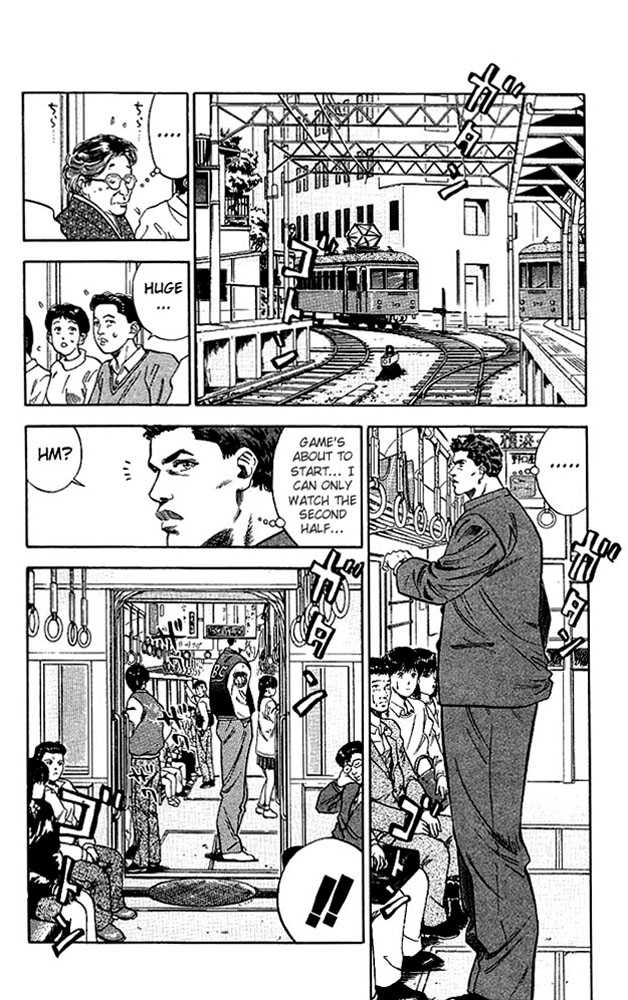 ガタン
ゴトン
.....
ちら
ちら
HUGE
...
.....
ガタン
ゴトン
GAME'S
ABOUT TO
START... I
CAN ONLY
WATCH THE
SECOND
HALF...
HM?
ガタン
ゴトン
!!